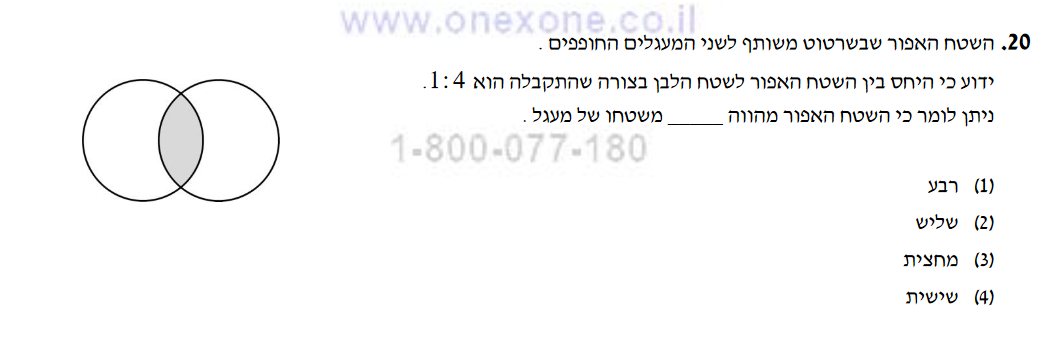 www.onexone.co.il
20. השטח האפור שבשרטוט משותף לשני המעגלים החופפים .
ידוע כי היחס בין השטח האפור לשטח הלבן בצורה שהתקבלה הוא 1:4.
ניתן לומר כי השטח האפור מהווה _____ משטחו של מעגל .
1-800-077-180
(1) רבע
(2) שליש
(3) מחצית
(4) שישית